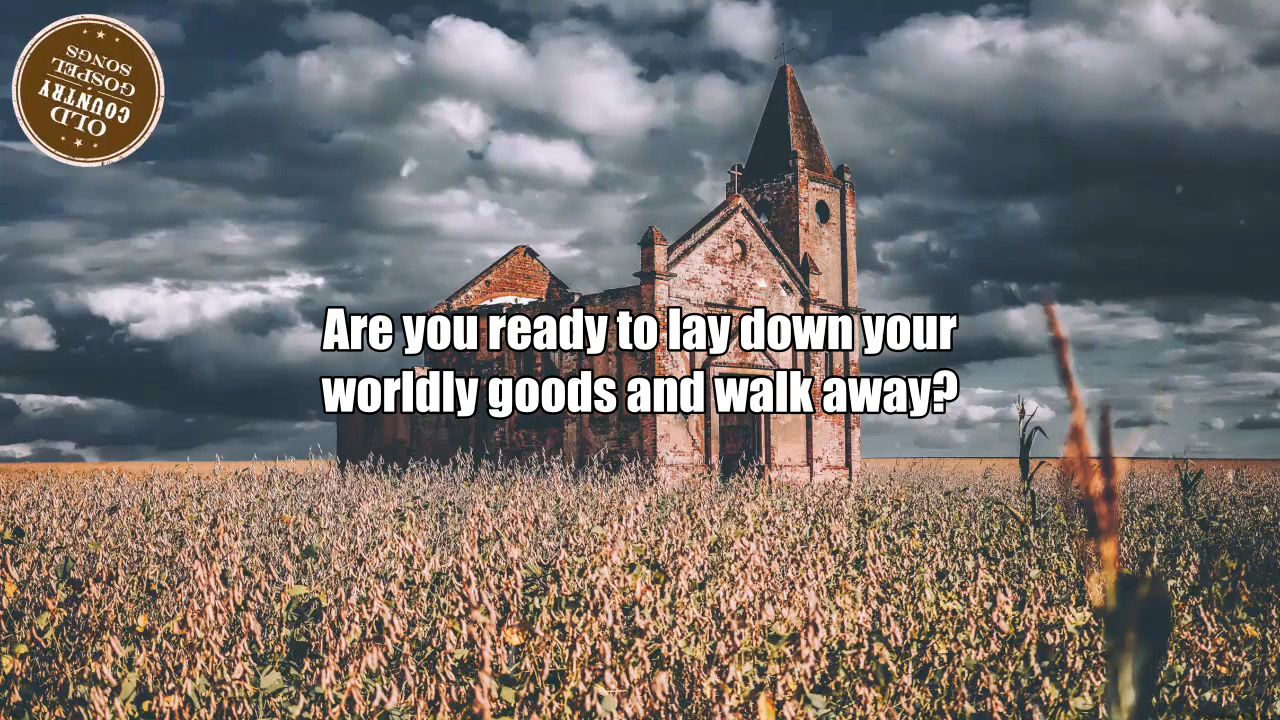 OLD
COUNTRY
GOSPEL
SONGS
Are you ready to lay down your
worldly goods and walk away?